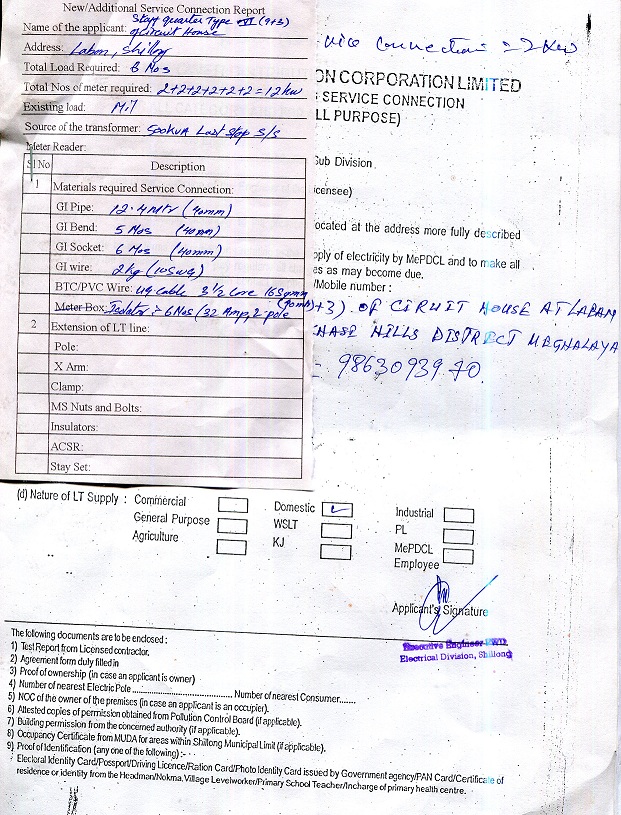 New/Additional Service Connection Report
Name of the applicant: Staff quarter Type - VI (9+3)
of Circuit House
Address: Laban, Shillong
Total Load Required: 6 Nos
Total Nos of meter required: 2+2+2+2+2+2 = 12 kw
Existing load: Nil
Source of the transformer: Last Stop S/S
Meter Reader:
Sl No Description
1 Materials required Service Connection:
GI Pipe: 12.4 Mtr (40mm)
GI Bend: 5 Nos (40mm)
GI Socket: 6 Nos (40mm)
GI wire: 2 kg (10SWG)
BTC/PVC Wire: UG Cable 3½ Core 16 Sqmm
(90mtr)
Meter Box: Isolator :- 6 Nos (32 Amp, 2-pole
2 Extension of LT line:
Pole:
X Arm:
Clamp:
MS Nuts and Bolts:
Insulators:
ACSR:
Stay Set:
vice Connection :- 2 Kw
ON CORPORATION LIMITED
SERVICE CONNECTION
LL PURPOSE)
Sub Division
icensee)
ocated at the address more fully described
pply of electricity by MePDCL and to make all
es as may become due.
/Mobile number :
+3). OF CIRUIT HOUSE AT LABAN
HASE HILLS DISTRECT MEGHALAYA
= 9863093970
(d) Nature of LT Supply : Commercial Domestic Industrial
General Purpose WSLT PL
Agriculture KJ MePDCL
Employee
Applicant's Signature
Executive Engineer PWD
Electrical Division, Shillong
The following documents are to be enclosed :
1) Test Report from Licensed contractor.
2) Agreement form duly filled in
3) Proof of ownership (in case an applicant is owner)
4) Number of nearest Electric Pole .......................................... Number of nearest Consumer.......
5) NOC of the owner of the premises (in case an applicant is an occupier).
6) Attested copies of permission obtained from Pollution Control Board (if applicable).
7) Building permission from the concerned authority (if applicable).
8) Occupancy Certificate from MUDA for areas within Shillong Municipal Limit (if applicable).
9) Proof of Identification (any one of the following) :-
Electoral Identity Card/Possport/Driving Licence/Ration Card/Photo Identity Card issued by Government agency/PAN Card/Certificate of
residence or identity from the Headman/Nokma, Village Levelworker/Primary School Teacher/Incharge of primary health centre.